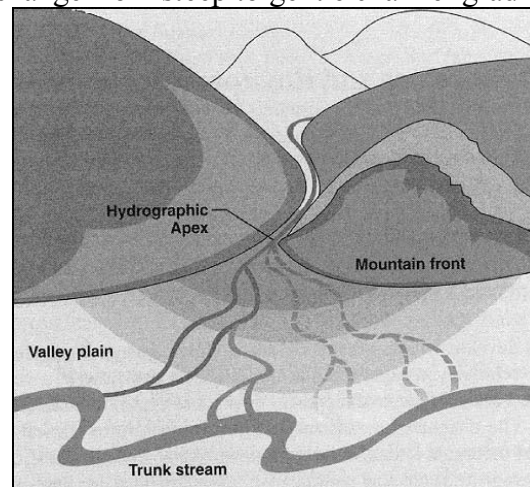 Hydrographic
Apex
Mountain front
Valley plain
Trunk stream